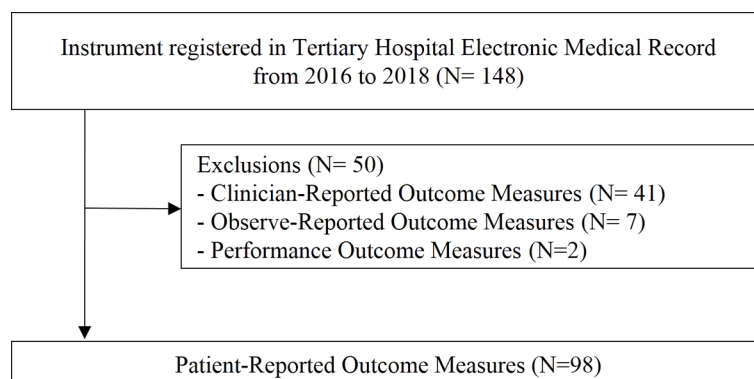 Instrument registered in Tertiary Hospital Electronic Medical Record
from 2016 to 2018 (N= 148)
Exclusions (N= 50)
- Clinician-Reported Outcome Measures (N= 41)
- Observe-Reported Outcome Measures (N= 7)
- Performance Outcome Measures (N=2)
Patient-Reported Outcome Measures (N=98)